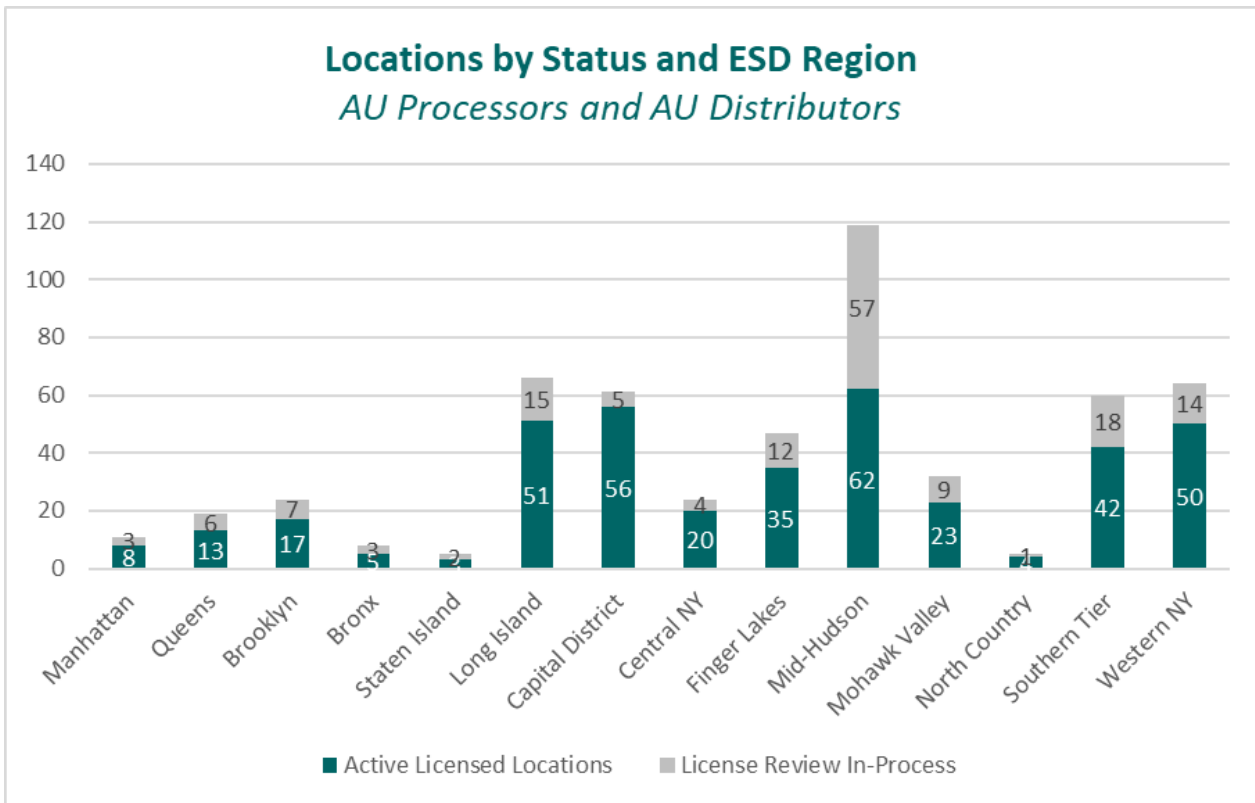 Locations by Status and ESD Region
AU Processors and AU Distributors
140
120
100
80
60
40
20
0
3
8
6
13
7
17
3
5
2
15
51
5
56
4
20
12
35
57
62
9
23
1
18
42
14
50
Manhattan
Queens
Brooklyn
Bronx
Staten Island
Long Island
Capital District
Central NY
Finger Lakes
Mid-Hudson
Mohawk Valley
North Country
Southern Tier
Western NY
Active Licensed Locations
License Review In-Process